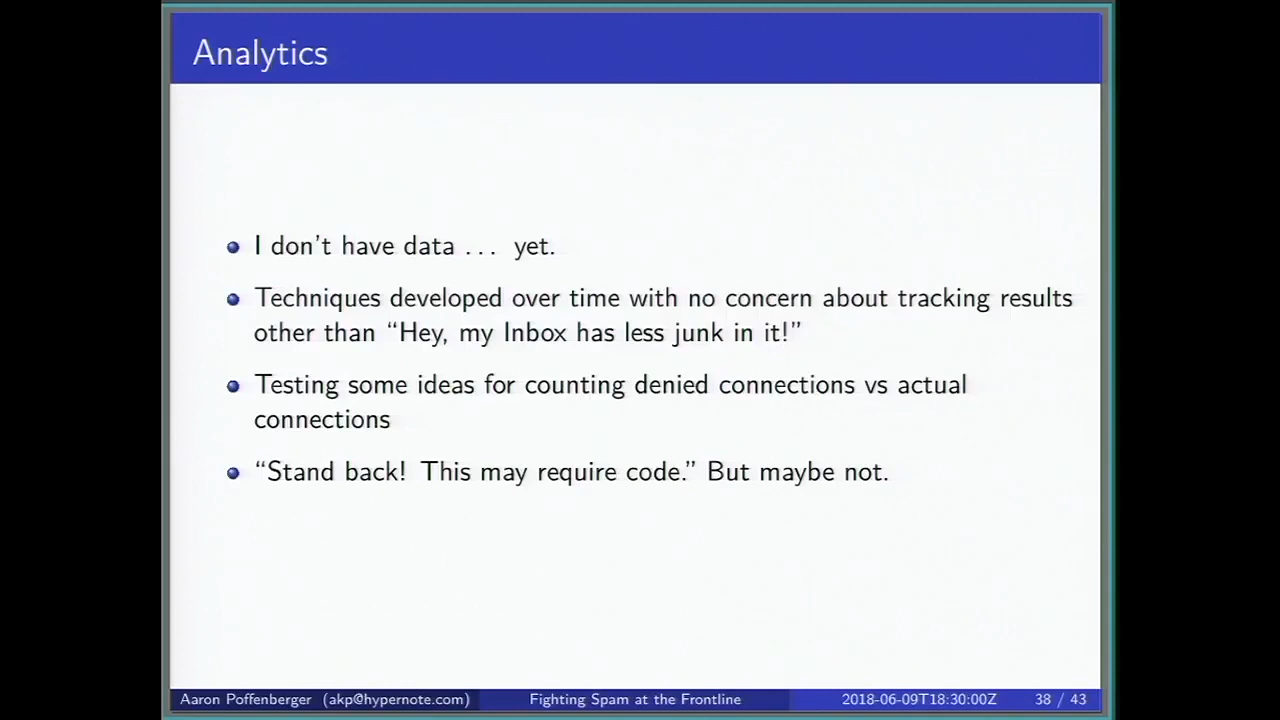 Analytics
I don't have data ... yet.
Techniques developed over time with no concern about tracking results
other than “Hey, my Inbox has less junk in it!”
Testing some ideas for counting denied connections vs actual
connections
“Stand back! This may require code.” But maybe not.
Aaron Poffenberger (akp@hypernote.com) Fighting Spam at the Frontline 2018-06-09T18:30:00Z 38 / 43